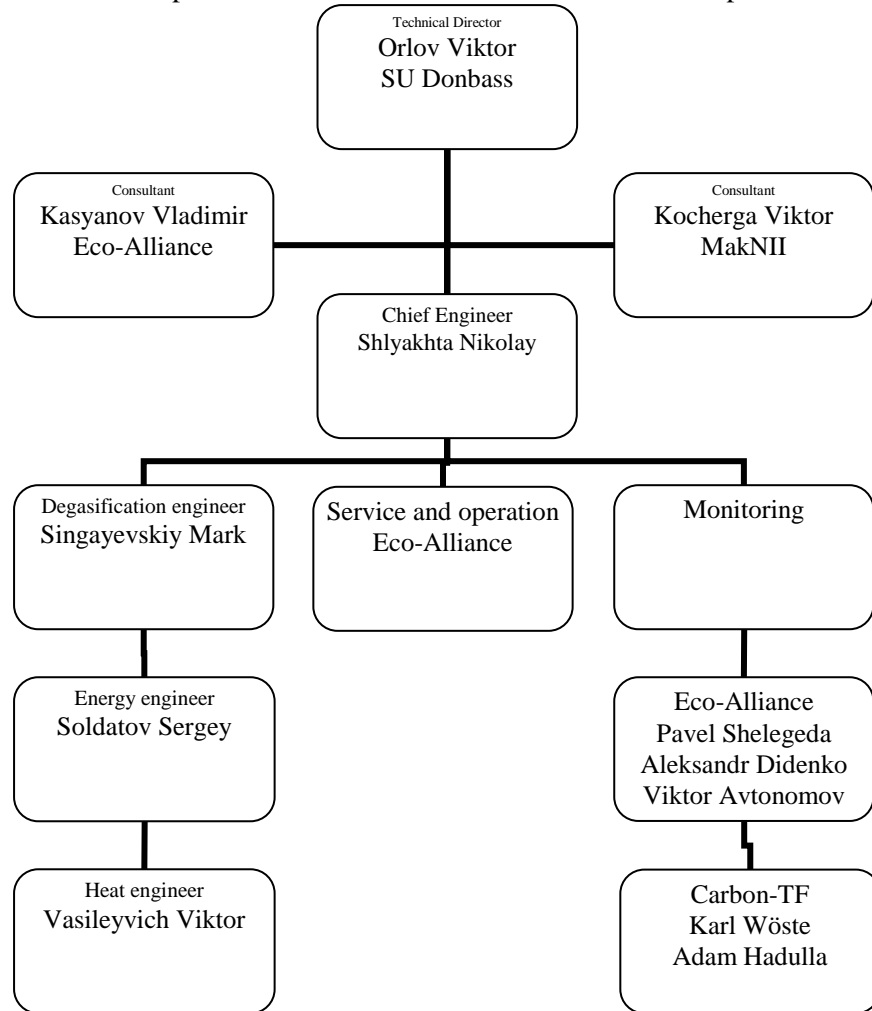 Technical Director
Orlov Viktor
SU Donbass
Consultant
Kasyanov Vladimir
Eco-Alliance
Consultant
Kocherga Viktor
MakNII
Chief Engineer
Shlyakhta Nikolay
Degasification engineer
Singayevskiy Mark
Service and operation
Eco-Alliance
Monitoring
Energy engineer
Soldatov Sergey
Eco-Alliance
Pavel Shelegeda
Aleksandr Didenko
Viktor Avtonomov
Heat engineer
Vasileyvich Viktor
Carbon-TF
Karl Wöste
Adam Hadulla